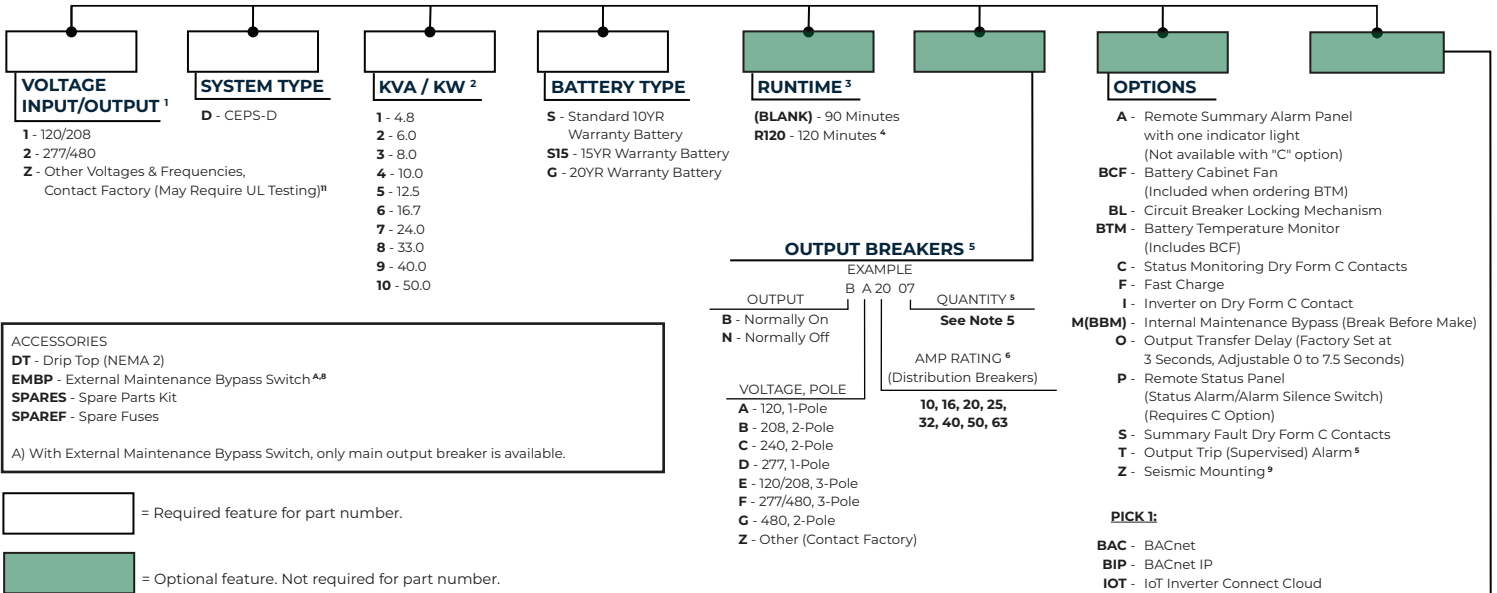 VOLTAGE
INPUT/OUTPUT 1
1 - 120/208
2 - 277/480
Z - Other Voltages & Frequencies,
Contact Factory (May Require UL Testing)11
SYSTEM TYPE
D - CEPS-D
KVA / KW 2
1 - 4.8
2 - 6.0
3 - 8.0
4 - 10.0
5 - 12.5
6 - 16.7
7 - 24.0
8 - 33.0
9 - 40.0
10 - 50.0
BATTERY TYPE
S - Standard 10YR
Warranty Battery
S15 - 15YR Warranty Battery
G - 20YR Warranty Battery
RUNTIME 3
(BLANK) - 90 Minutes
R120 - 120 Minutes 4
OUTPUT BREAKERS 5
EXAMPLE
B A 20 07
OUTPUT
B - Normally On
N - Normally Off
VOLTAGE, POLE
A - 120, 1-Pole
B - 208, 2-Pole
C - 240, 2-Pole
D - 277, 1-Pole
E - 120/208, 3-Pole
F - 277/480, 3-Pole
G - 480, 2-Pole
Z - Other (Contact Factory)
QUANTITY 5
See Note 5
AMP RATING 6
(Distribution Breakers)
10, 16, 20, 25,
32, 40, 50, 63
OPTIONS
A - Remote Summary Alarm Panel
with one indicator light
(Not available with "C" option)
BCF - Battery Cabinet Fan
(Included when ordering BTM)
BL - Circuit Breaker Locking Mechanism
BTM - Battery Temperature Monitor
(Includes BCF)
C - Status Monitoring Dry Form C Contacts
F - Fast Charge
I - Inverter on Dry Form C Contact
M(BBM) - Internal Maintenance Bypass (Break Before Make)
O - Output Transfer Delay (Factory Set at
3 Seconds, Adjustable 0 to 7.5 Seconds)
P - Remote Status Panel
(Status Alarm/Alarm Silence Switch)
(Requires C Option)
S - Summary Fault Dry Form C Contacts
T - Output Trip (Supervised) Alarm 5
Z - Seismic Mounting 9
PICK 1:
BAC - BACnet
BIP - BACnet IP
IOT - IoT Inverter Connect Cloud
ACCESSORIES
DT - Drip Top (NEMA 2)
EMBP - External Maintenance Bypass Switch A,8
SPARES - Spare Parts Kit
SPAREF - Spare Fuses
A) With External Maintenance Bypass Switch, only main output breaker is available.
= Required feature for part number.
= Optional feature. Not required for part number.